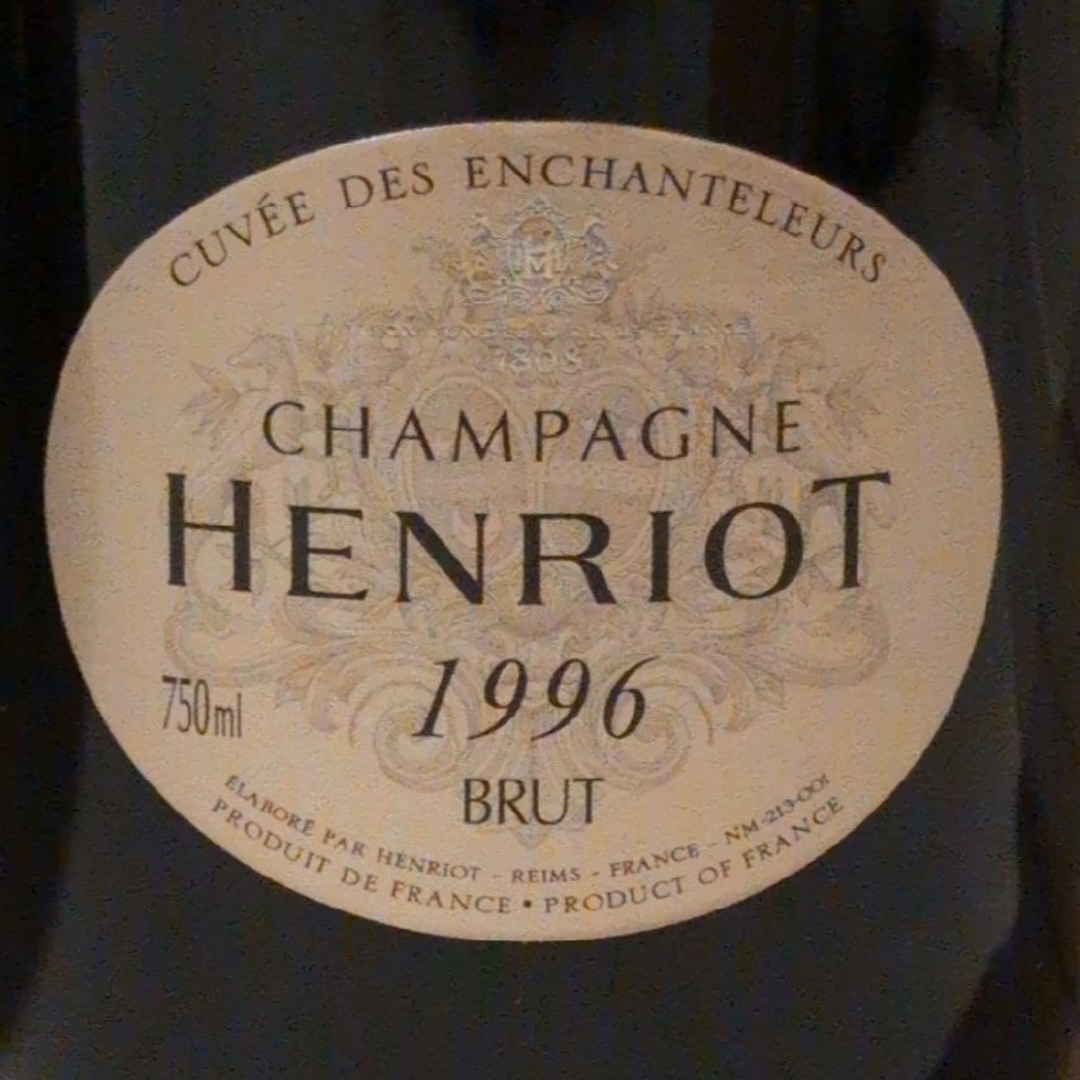 CUVÉE DES ENCHANTELEURS
1808
CHAMPAGNE
HENRIOT
1996
750ml
BRUT
ÉLABORÉ PAR HENRIOT - REIMS - FRANCE - NM-213-001
PRODUIT DE FRANCE • PRODUCT OF FRANCE